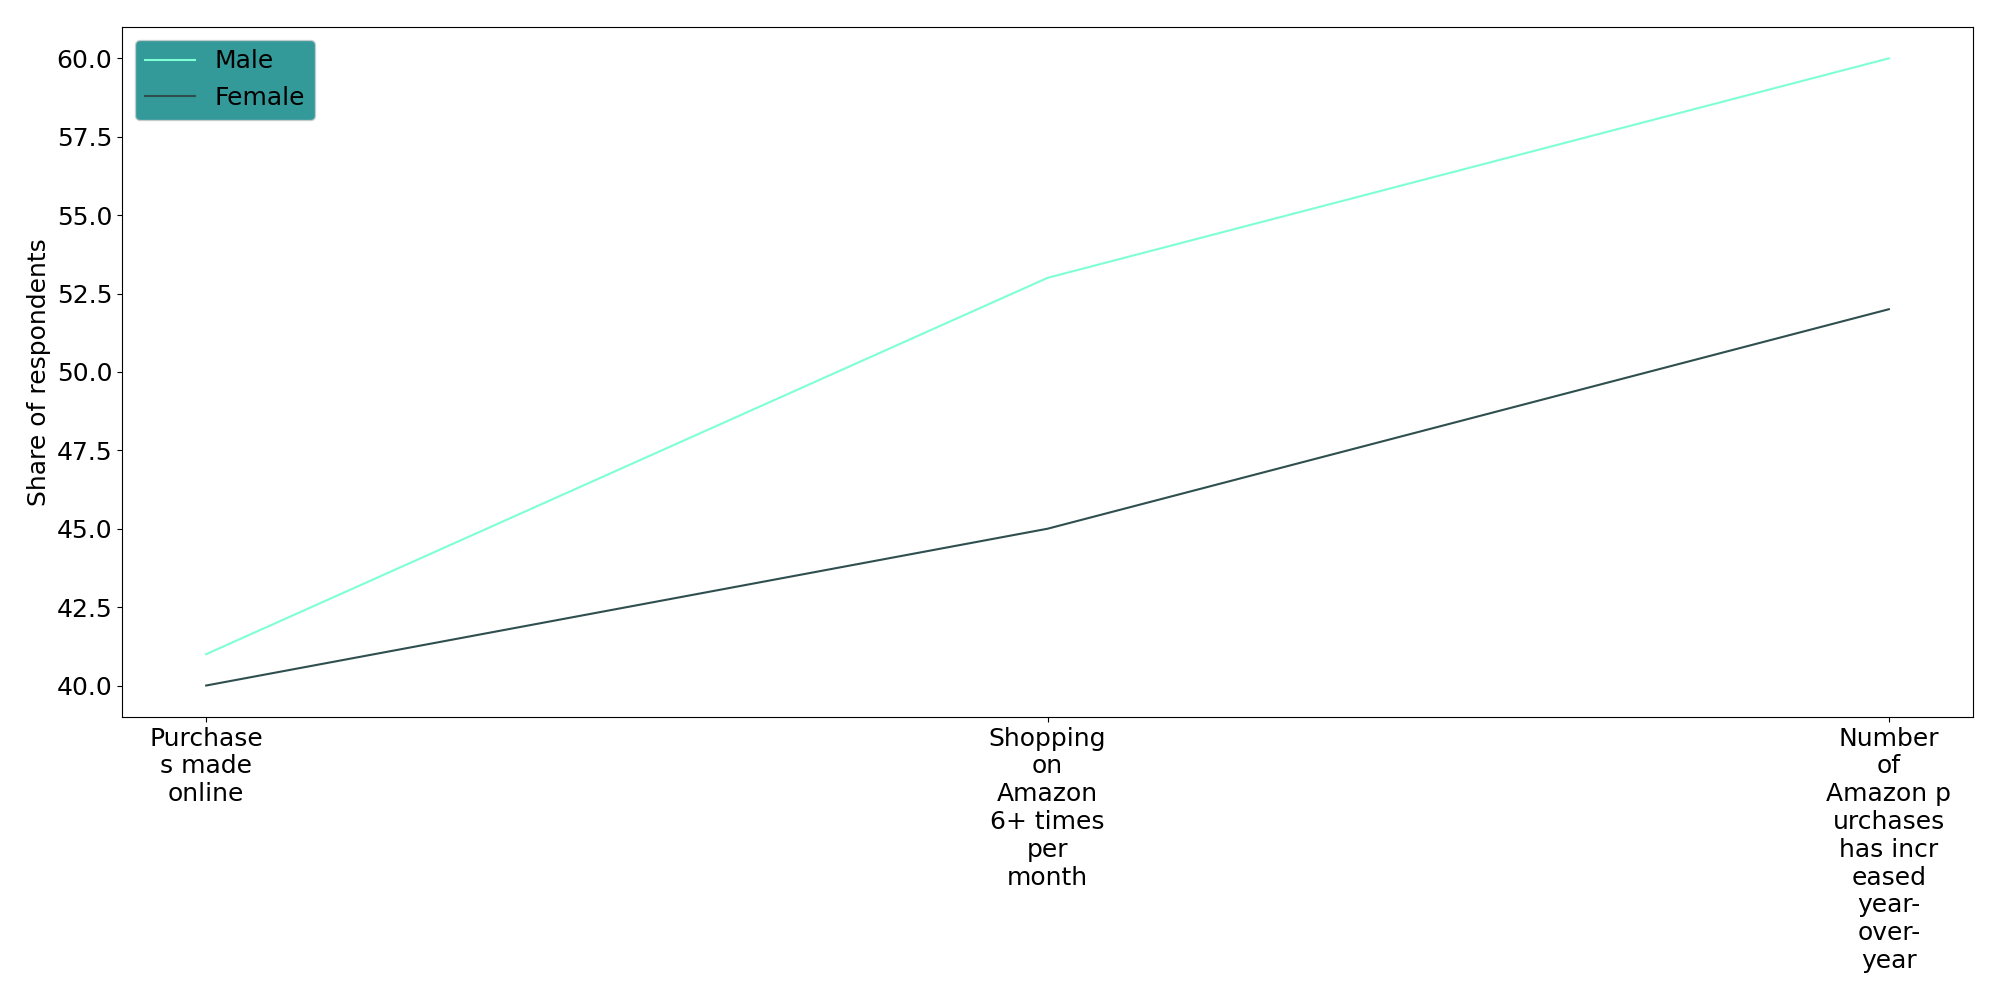 Male
Female
Share of respondents
60.0
57.5
55.0
52.5
50.0
47.5
45.0
42.5
40.0
Purchase
s made
online
Shopping
on
Amazon
6+ times
per
month
Number
of
Amazon p
urchases
has incr
eased
year-
over-
year